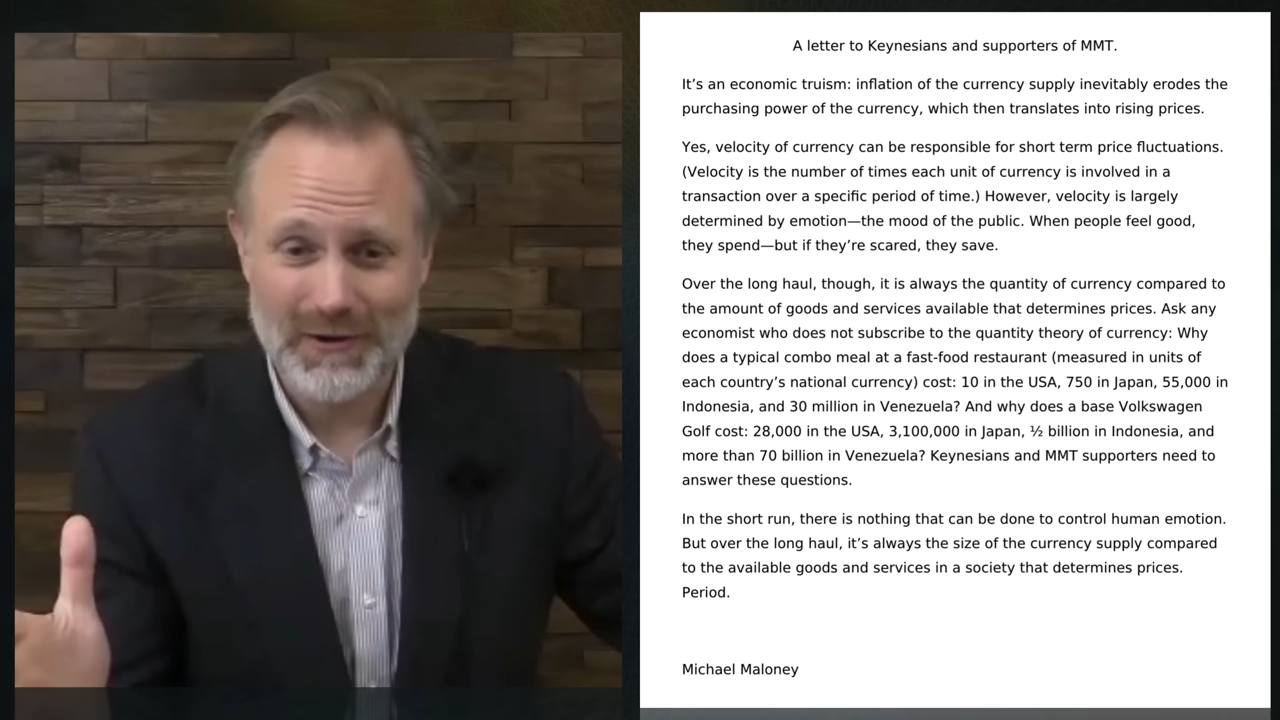 A letter to Keynesians and supporters of MMT.
It’s an economic truism: inflation of the currency supply inevitably erodes the
purchasing power of the currency, which then translates into rising prices.
Yes, velocity of currency can be responsible for short term price fluctuations.
(Velocity is the number of times each unit of currency is involved in a
transaction over a specific period of time.) However, velocity is largely
determined by emotion—the mood of the public. When people feel good,
they spend—but if they’re scared, they save.
Over the long haul, though, it is always the quantity of currency compared to
the amount of goods and services available that determines prices. Ask any
economist who does not subscribe to the quantity theory of currency: Why
does a typical combo meal at a fast-food restaurant (measured in units of
each country’s national currency) cost: 10 in the USA, 750 in Japan, 55,000 in
Indonesia, and 30 million in Venezuela? And why does a base Volkswagen
Golf cost: 28,000 in the USA, 3,100,000 in Japan, ½ billion in Indonesia, and
more than 70 billion in Venezuela? Keynesians and MMT supporters need to
answer these questions.
In the short run, there is nothing that can be done to control human emotion.
But over the long haul, it’s always the size of the currency supply compared
to the available goods and services in a society that determines prices.
Period.
Michael Maloney